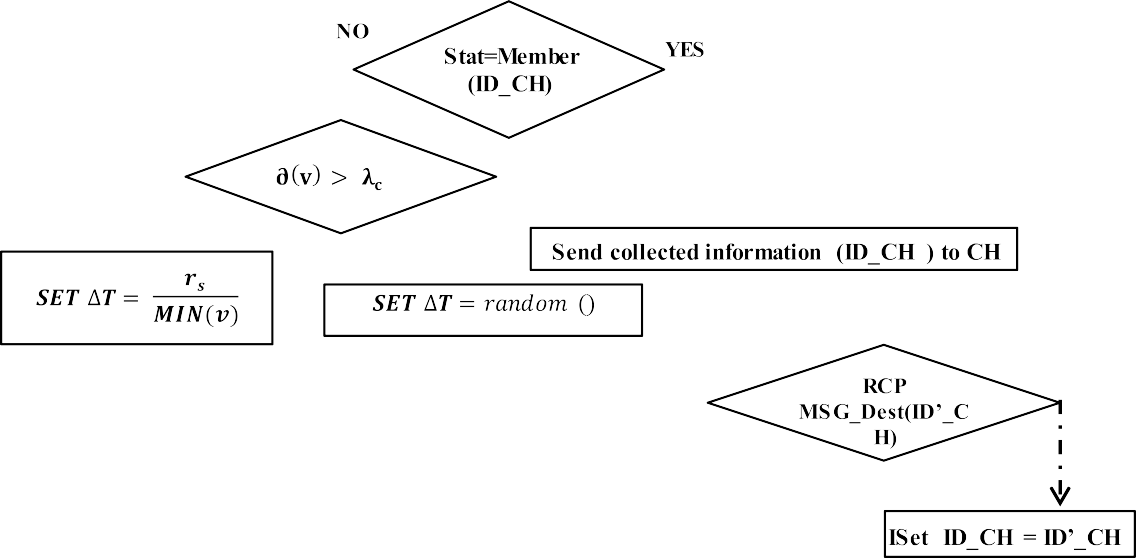 NO
YES
Stat=Member
(ID_CH)
∂(v) > λc
Send collected information (ID_CH ) to CH
SET ΔT = rs / MIN(v)
SET ΔT = random ()
RCP
MSG_Dest(ID’_C
H)
ISet ID_CH = ID’_CH